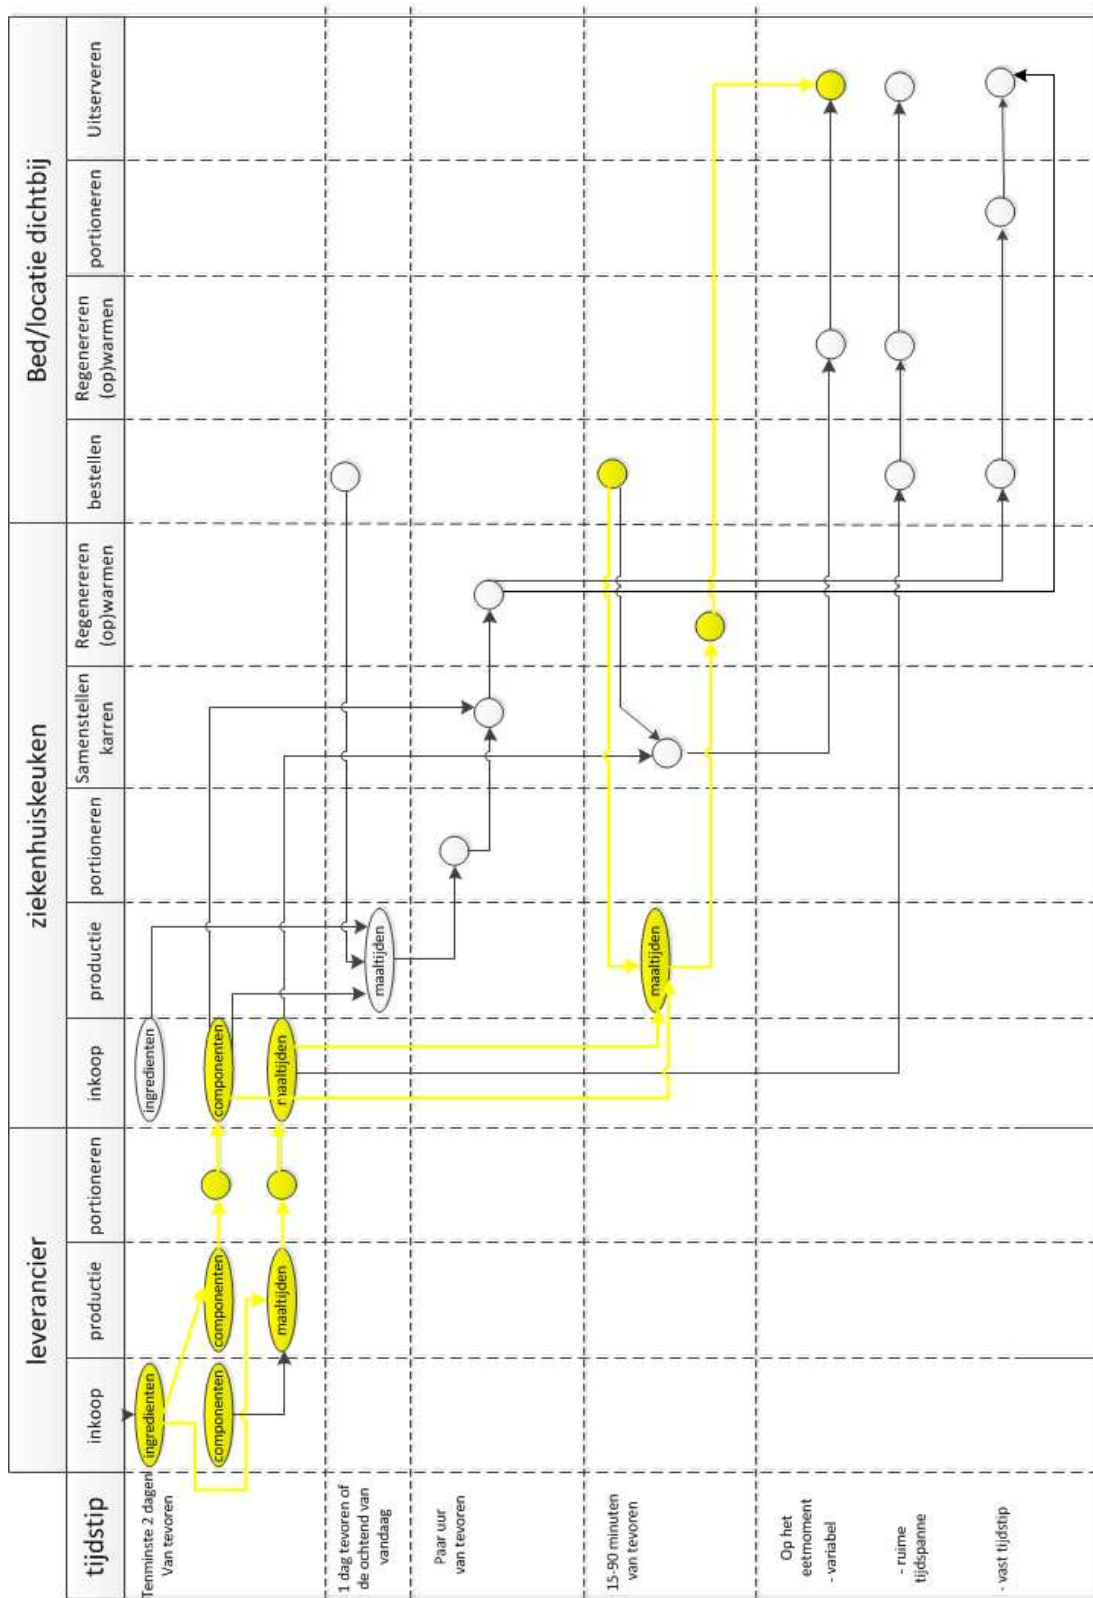 tijdstip
leverancier
ziekenhuiskeuken
Bed/locatie dichtbij
inkoop
productie
portioneren
inkoop
productie
portioneren
Samenstellen
karren
Regenereren
(op)warmen
bestellen
Regenereren
(op)warmen
portioneren
Uitserveren
Tenminste 2 dagen
Van tevoren
ingredienten
componenten
componenten
maaltijden
ingredienten
componenten
maaltijden
1 dag tevoren of
de ochtend van
vandaag
maaltijden
Paar uur
van tevoren
15-90 minuten
van tevoren
maaltijden
Op het
eetmoment
- variabel
- ruime
tijdspanne
- vast tijdstip